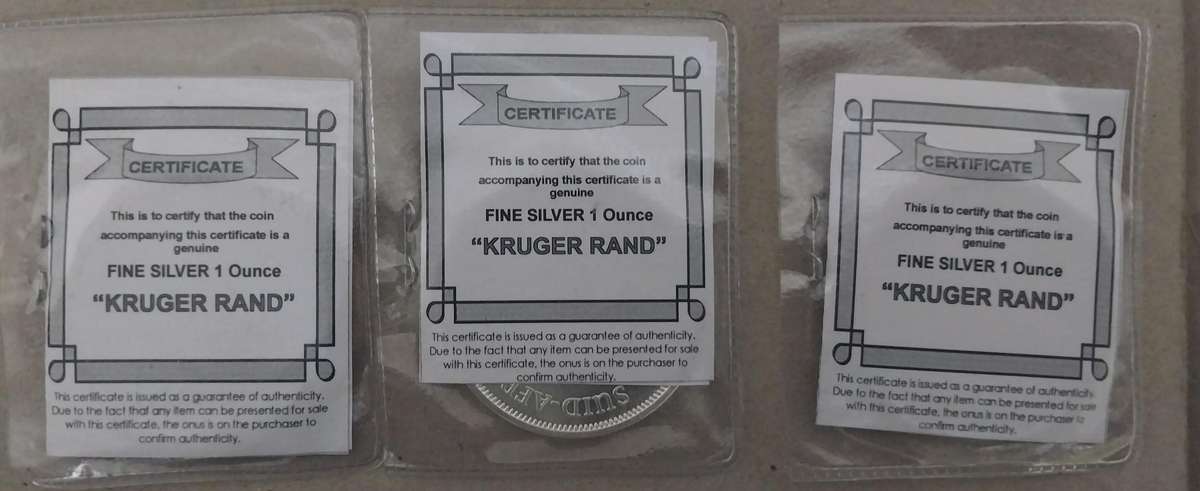 CERTIFICATE
This is to certify that the coin
accompanying this certificate is a
genuine
FINE SILVER 1 Ounce
“KRUGER RAND”
This certificate is issued as a guarantee of authenticity.
Due to the fact that any item can be presented for sale
with this certificate, the onus is on the purchaser to
confirm authenticity.
CERTIFICATE
This is to certify that the coin
accompanying this certificate is a
genuine
FINE SILVER 1 Ounce
“KRUGER RAND”
This certificate is issued as a guarantee of authenticity.
Due to the fact that any item can be presented for sale
with this certificate, the onus is on the purchaser to
confirm authenticity.
SUID-AF
CERTIFICATE
This is to certify that the coin
accompanying this certificate is a
genuine
FINE SILVER 1 Ounce
“KRUGER RAND”
This certificate is issued as a guarantee of authenticity.
Due to the fact that any item can be presented for sale
with this certificate, the onus is on the purchaser to
confirm authenticity.